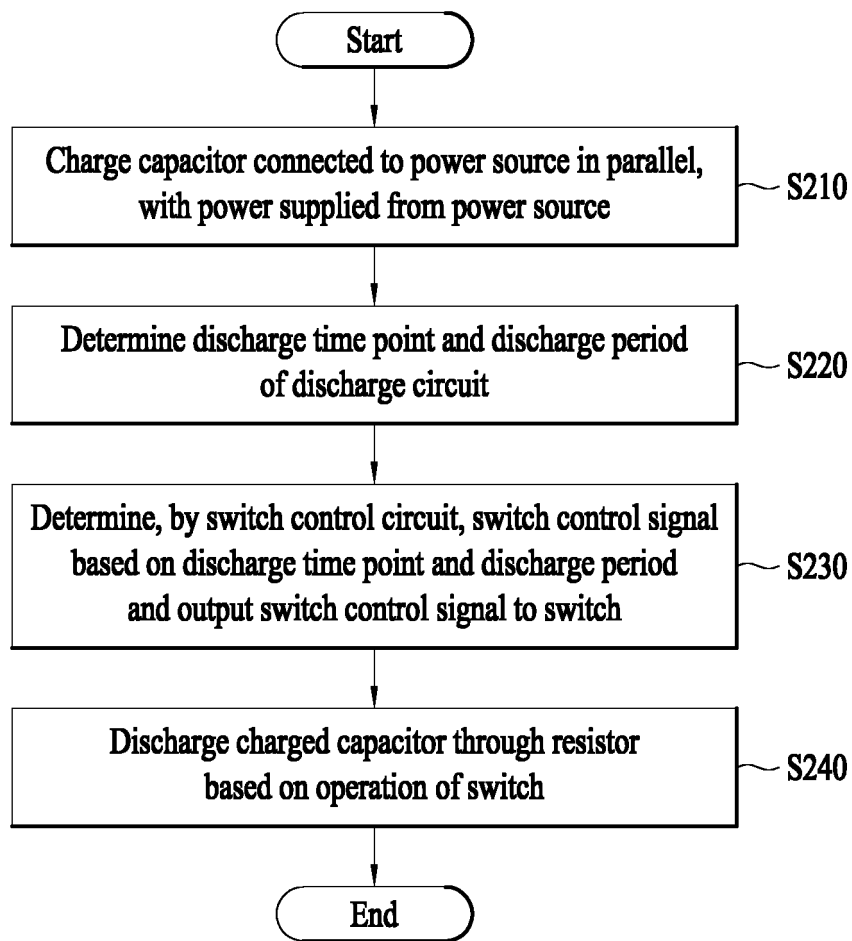 Start
Charge capacitor connected to power source in parallel,
with power supplied from power source
S210
Determine discharge time point and discharge period
of discharge circuit
S220
Determine, by switch control circuit, switch control signal
based on discharge time point and discharge period
and output switch control signal to switch
S230
Discharge charged capacitor through resistor
based on operation of switch
S240
End